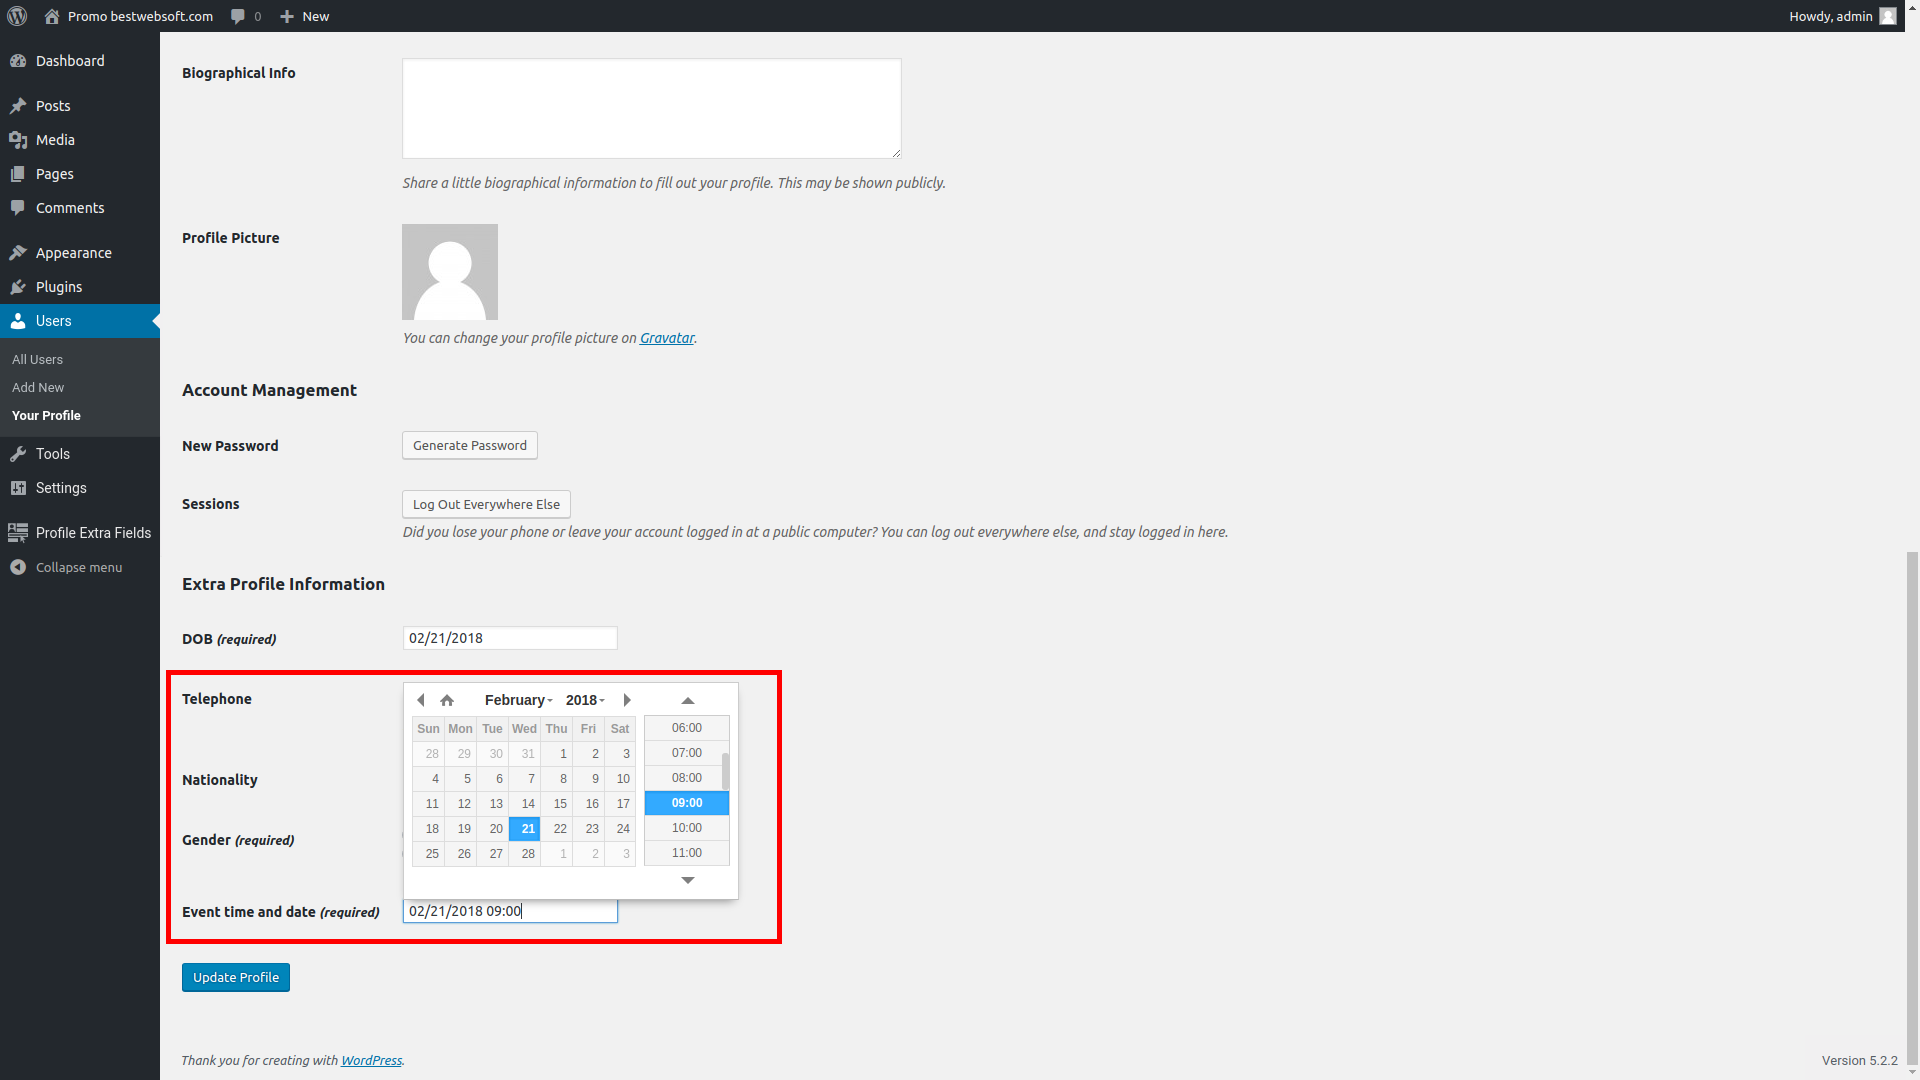 Promo bestwebsoft.com 0 New Howdy, admin
Dashboard
Posts
Media
Pages
Comments
Appearance
Plugins
Users
All Users
Add New
Your Profile
Tools
Settings
Profile Extra Fields
Collapse menu
Biographical Info
Share a little biographical information to fill out your profile. This may be shown publicly.
Profile Picture
You can change your profile picture on Gravatar.
Account Management
New Password Generate Password
Sessions Log Out Everywhere Else
Did you lose your phone or leave your account logged in at a public computer? You can log out everywhere else, and stay logged in here.
Extra Profile Information
DOB (required) 02/21/2018
Telephone
Nationality
Gender (required)
February 2018
Sun Mon Tue Wed Thu Fri Sat
28 29 30 31 1 2 3
4 5 6 7 8 9 10
11 12 13 14 15 16 17
18 19 20 21 22 23 24
25 26 27 28 1 2 3
06:00
07:00
08:00
09:00
10:00
11:00
Event time and date (required) 02/21/2018 09:00
Update Profile
Thank you for creating with WordPress.
Version 5.2.2